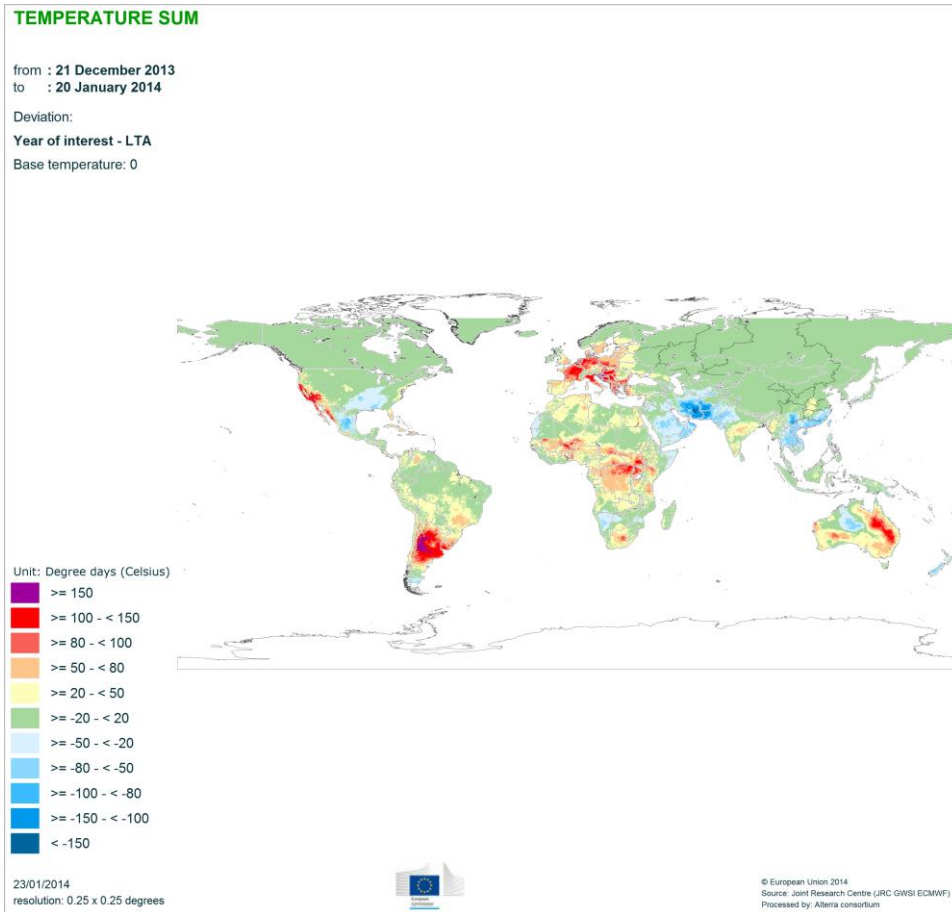 TEMPERATURE SUM
from : 21 December 2013
to : 20 January 2014
Deviation:
Year of interest - LTA
Base temperature: 0
Unit: Degree days (Celsius)
>= 150
>= 100 - < 150
>= 80 - < 100
>= 50 - < 80
>= 20 - < 50
>= -20 - < 20
>= -50 - < -20
>= -80 - < -50
>= -100 - < -80
>= -150 - < -100
< -150
23/01/2014
resolution: 0.25 x 0.25 degrees
European
Commission
© European Union 2014
Source: Joint Research Centre (JRC GWSI ECMWF)
Processed by: Alterra consortium